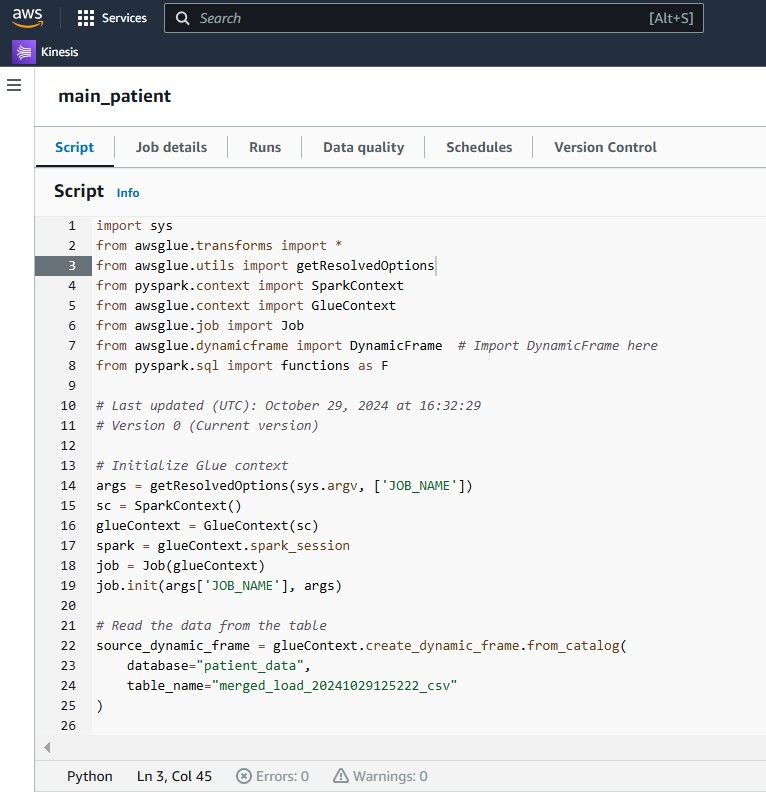 aws
Services
Search
[Alt+S]
Kinesis
main_patient
Script
Job details
Runs
Data quality
Schedules
Version Control
Script Info
1 import sys
2 from awsglue.transforms import *
3 from awsglue.utils import getResolvedOptions
4 from pyspark.context import SparkContext
5 from awsglue.context import GlueContext
6 from awsglue.job import Job
7 from awsglue.dynamicframe import DynamicFrame  # Import DynamicFrame here
8 from pyspark.sql import functions as F
9
10 # Last updated (UTC): October 29, 2024 at 16:32:29
11 # Version 0 (Current version)
12
13 # Initialize Glue context
14 args = getResolvedOptions(sys.argv, ['JOB_NAME'])
15 sc = SparkContext()
16 glueContext = GlueContext(sc)
17 spark = glueContext.spark_session
18 job = Job(glueContext)
19 job.init(args['JOB_NAME'], args)
20
21 # Read the data from the table
22 source_dynamic_frame = glueContext.create_dynamic_frame.from_catalog(
23     database="patient_data",
24     table_name="merged_load_20241029125222_csv"
25 )
26
Python Ln 3, Col 45 Errors: 0 Warnings: 0